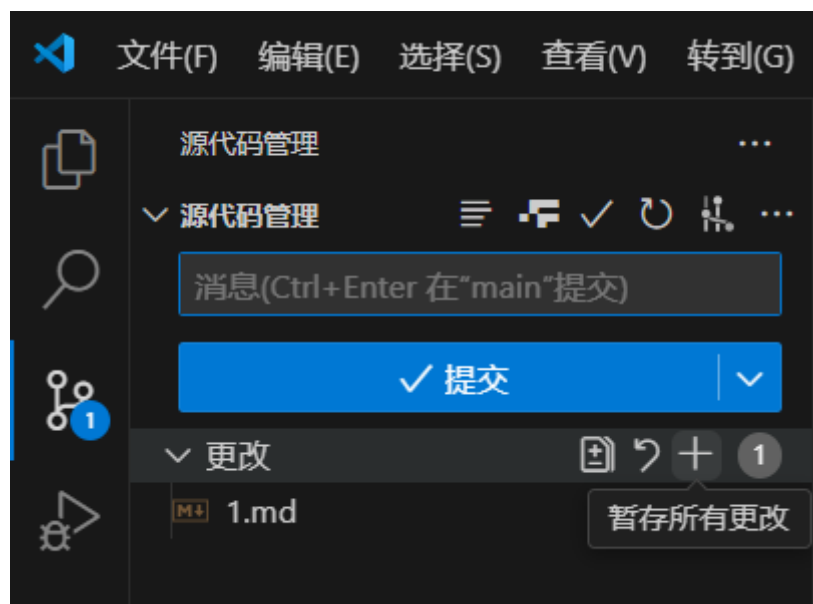 文件(F) 编辑(E) 选择(S) 查看(V) 转到(G)
源代码管理
源代码管理
消息(Ctrl+Enter 在"main"提交)
提交
1
更改 1
M↓ 1.md
暂存所有更改